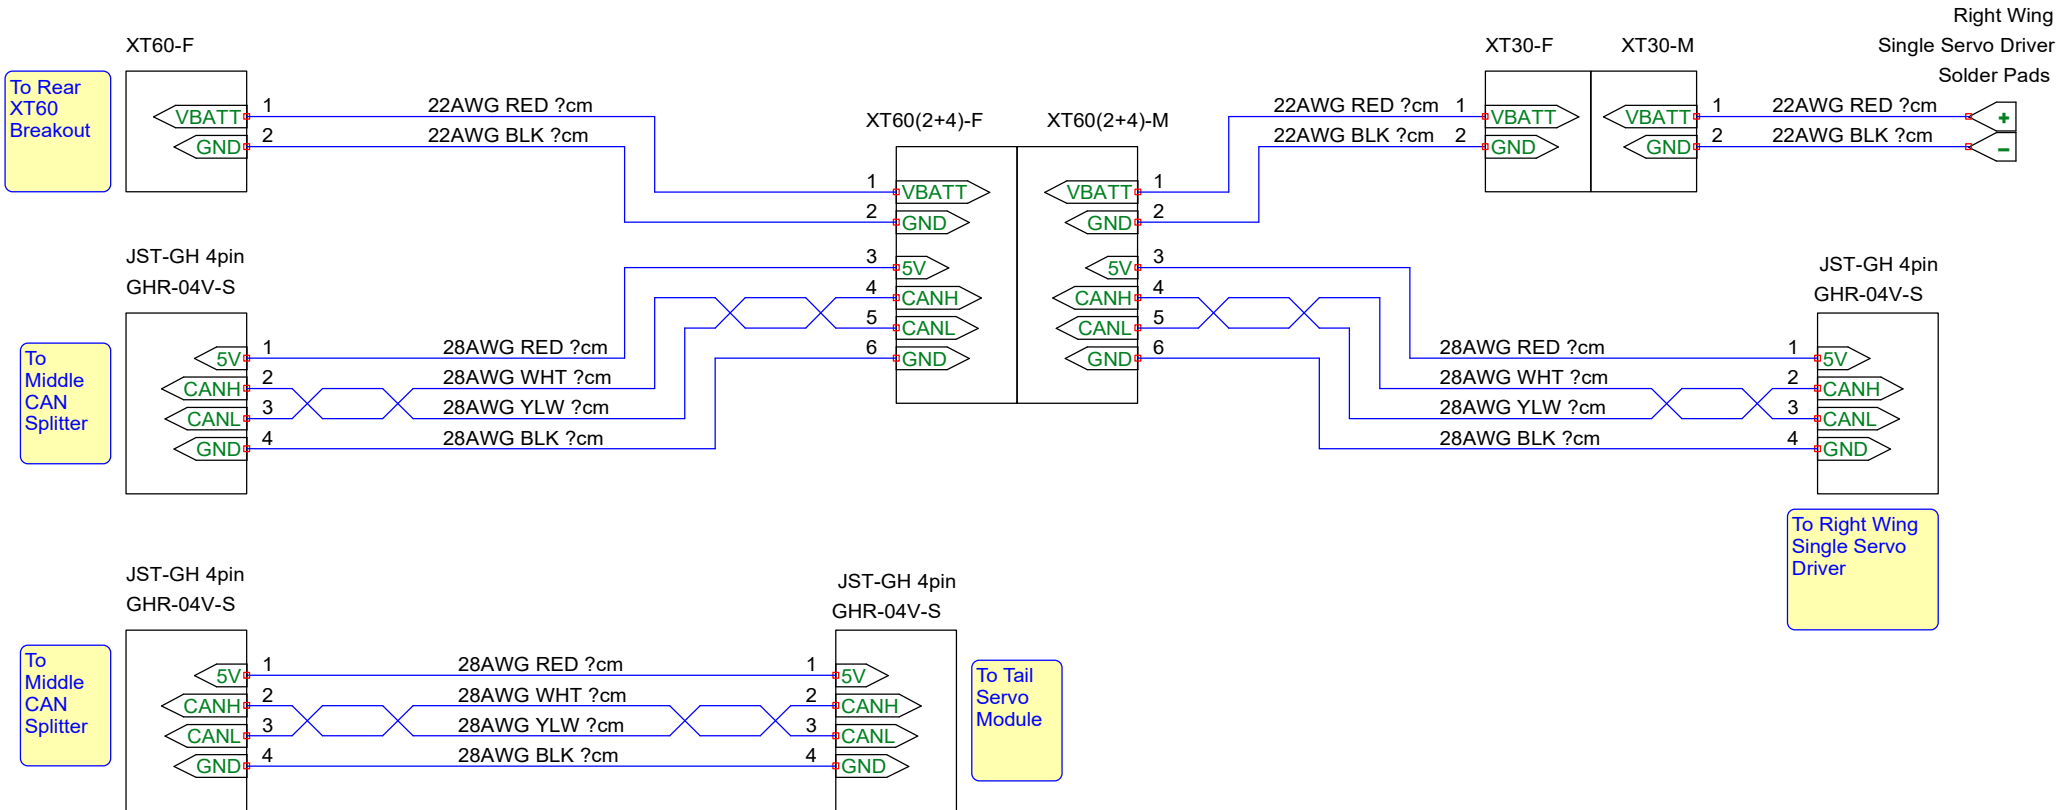 Right Wing
Single Servo Driver
Solder Pads
XT60-F
XT30-F
XT30-M
To Rear
XT60
Breakout
VBATT
1
22AWG RED ?cm
GND
2
22AWG BLK ?cm
22AWG RED ?cm
1
VBATT
22AWG BLK ?cm
2
GND
VBATT
1
22AWG RED ?cm
+
GND
2
22AWG BLK ?cm
−
XT60(2+4)-F
XT60(2+4)-M
1
VBATT
2
GND
3
5V
4
CANH
5
CANL
6
GND
VBATT
1
GND
2
5V
3
CANH
4
CANL
5
GND
6
JST-GH 4pin
GHR-04V-S
To
Middle
CAN
Splitter
5V
1
28AWG RED ?cm
CANH
2
28AWG WHT ?cm
CANL
3
28AWG YLW ?cm
GND
4
28AWG BLK ?cm
JST-GH 4pin
GHR-04V-S
28AWG RED ?cm
1
5V
28AWG WHT ?cm
2
CANH
28AWG YLW ?cm
3
CANL
28AWG BLK ?cm
4
GND
To Right Wing
Single Servo
Driver
JST-GH 4pin
GHR-04V-S
To
Middle
CAN
Splitter
5V
1
28AWG RED ?cm
1
5V
CANH
2
28AWG WHT ?cm
2
CANH
CANL
3
28AWG YLW ?cm
3
CANL
GND
4
28AWG BLK ?cm
4
GND
JST-GH 4pin
GHR-04V-S
To Tail
Servo
Module